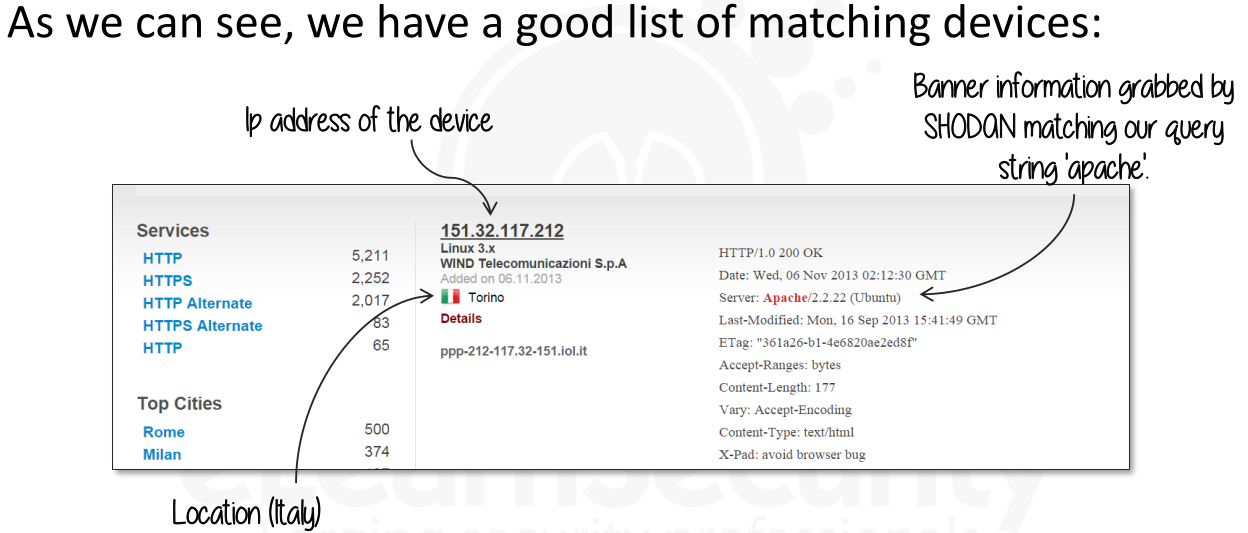 As we can see, we have a good list of matching devices:
Banner information grabbed by
SHODAN matching our query
string 'apache'.
Ip address of the device
Services
HTTP 5,211
HTTPS 2,252
HTTP Alternate 2,017
HTTPS Alternate 83
HTTP 65
Top Cities
Rome 500
Milan 374
151.32.117.212
Linux 3.x
WIND Telecomunicazioni S.p.A
Added on 06.11.2013
Torino
Details
ppp-212-117.32-151.iol.it
HTTP/1.0 200 OK
Date: Wed, 06 Nov 2013 02:12:30 GMT
Server: Apache/2.2.22 (Ubuntu)
Last-Modified: Mon, 16 Sep 2013 15:41:49 GMT
ETag: "361a26-b1-4e6820ae2ed8f"
Accept-Ranges: bytes
Content-Length: 177
Vary: Accept-Encoding
Content-Type: text/html
X-Pad: avoid browser bug
Location (Italy)
eLearnSecurity
Forging security professionals